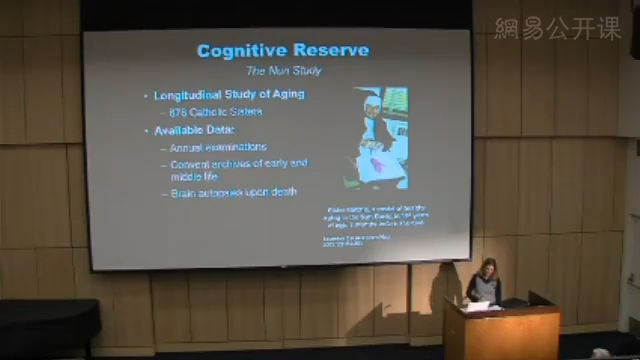 網易公开课
Cognitive Reserve
The Nun Study
• Longitudinal Study of Aging
– 678 Catholic Sisters
• Available Data:
– Annual examinations
– Convent archives of early and
middle life
– Brain autopsies upon death